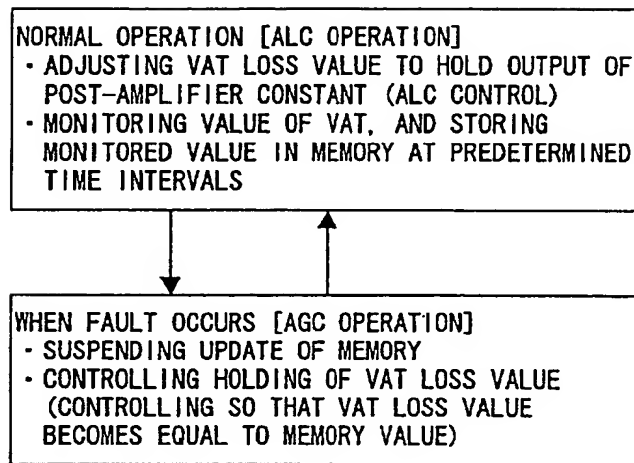 NORMAL OPERATION [ALC OPERATION]
· ADJUSTING VAT LOSS VALUE TO HOLD OUTPUT OF
POST-AMPLIFIER CONSTANT (ALC CONTROL)
· MONITORING VALUE OF VAT, AND STORING
MONITORED VALUE IN MEMORY AT PREDETERMINED
TIME INTERVALS
WHEN FAULT OCCURS [AGC OPERATION]
· SUSPENDING UPDATE OF MEMORY
· CONTROLLING HOLDING OF VAT LOSS VALUE
(CONTROLLING SO THAT VAT LOSS VALUE
BECOMES EQUAL TO MEMORY VALUE)